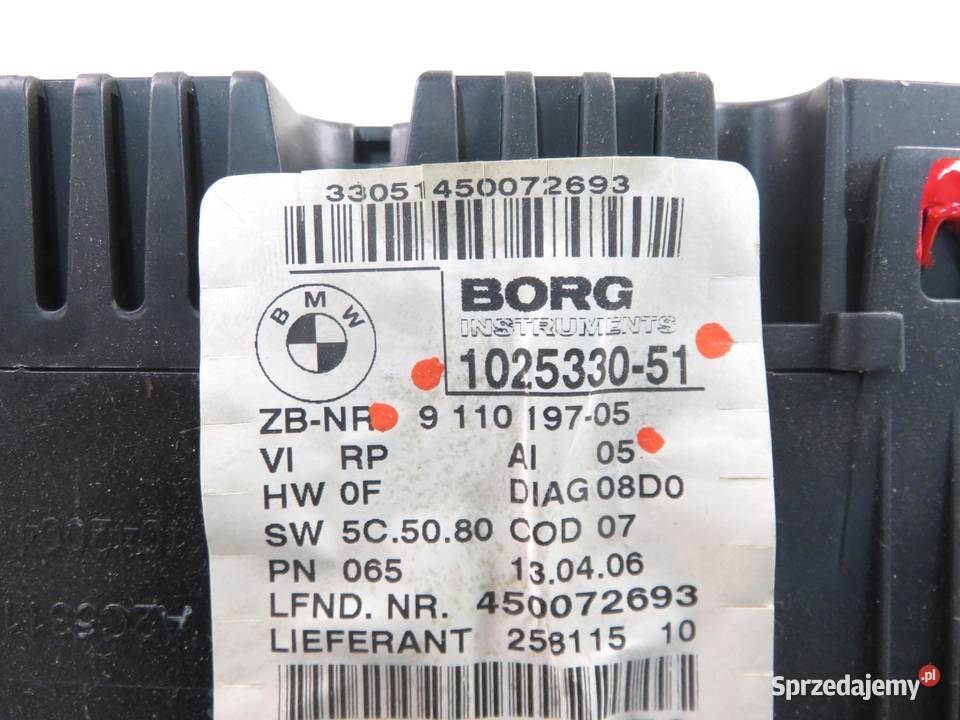 33051450072693
BMW
BORG
INSTRUMENTS
1025330-51
ZB-NR 9 110 197-05
VI RP AI 05
HW 0F DIAG 08D0
SW 5C.50.80 COD 07
PN 065 13.04.06
LFND. NR. 450072693
LIEFERANT 258115 10
Sprzedajemy.pl